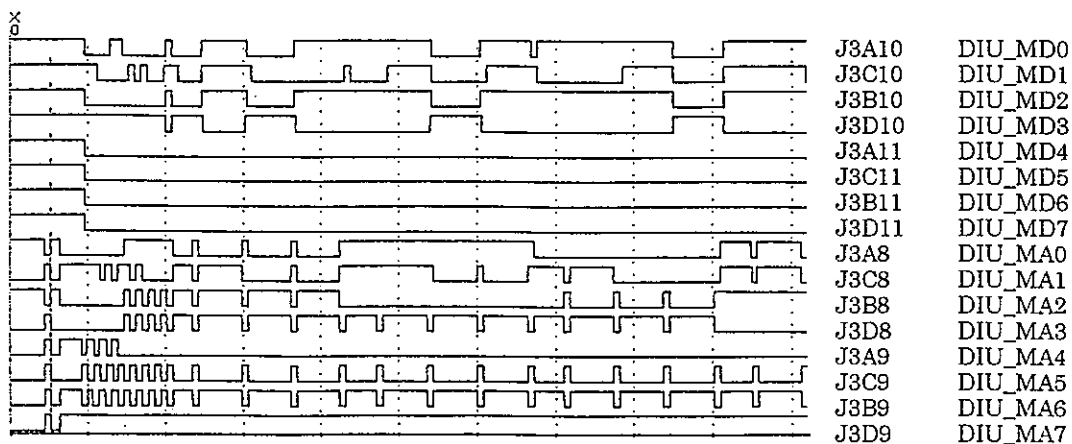 X
0
J3A10 DIU_MD0
J3C10 DIU_MD1
J3B10 DIU_MD2
J3D10 DIU_MD3
J3A11 DIU_MD4
J3C11 DIU_MD5
J3B11 DIU_MD6
J3D11 DIU_MD7
J3A8 DIU_MA0
J3C8 DIU_MA1
J3B8 DIU_MA2
J3D8 DIU_MA3
J3A9 DIU_MA4
J3C9 DIU_MA5
J3B9 DIU_MA6
J3D9 DIU_MA7